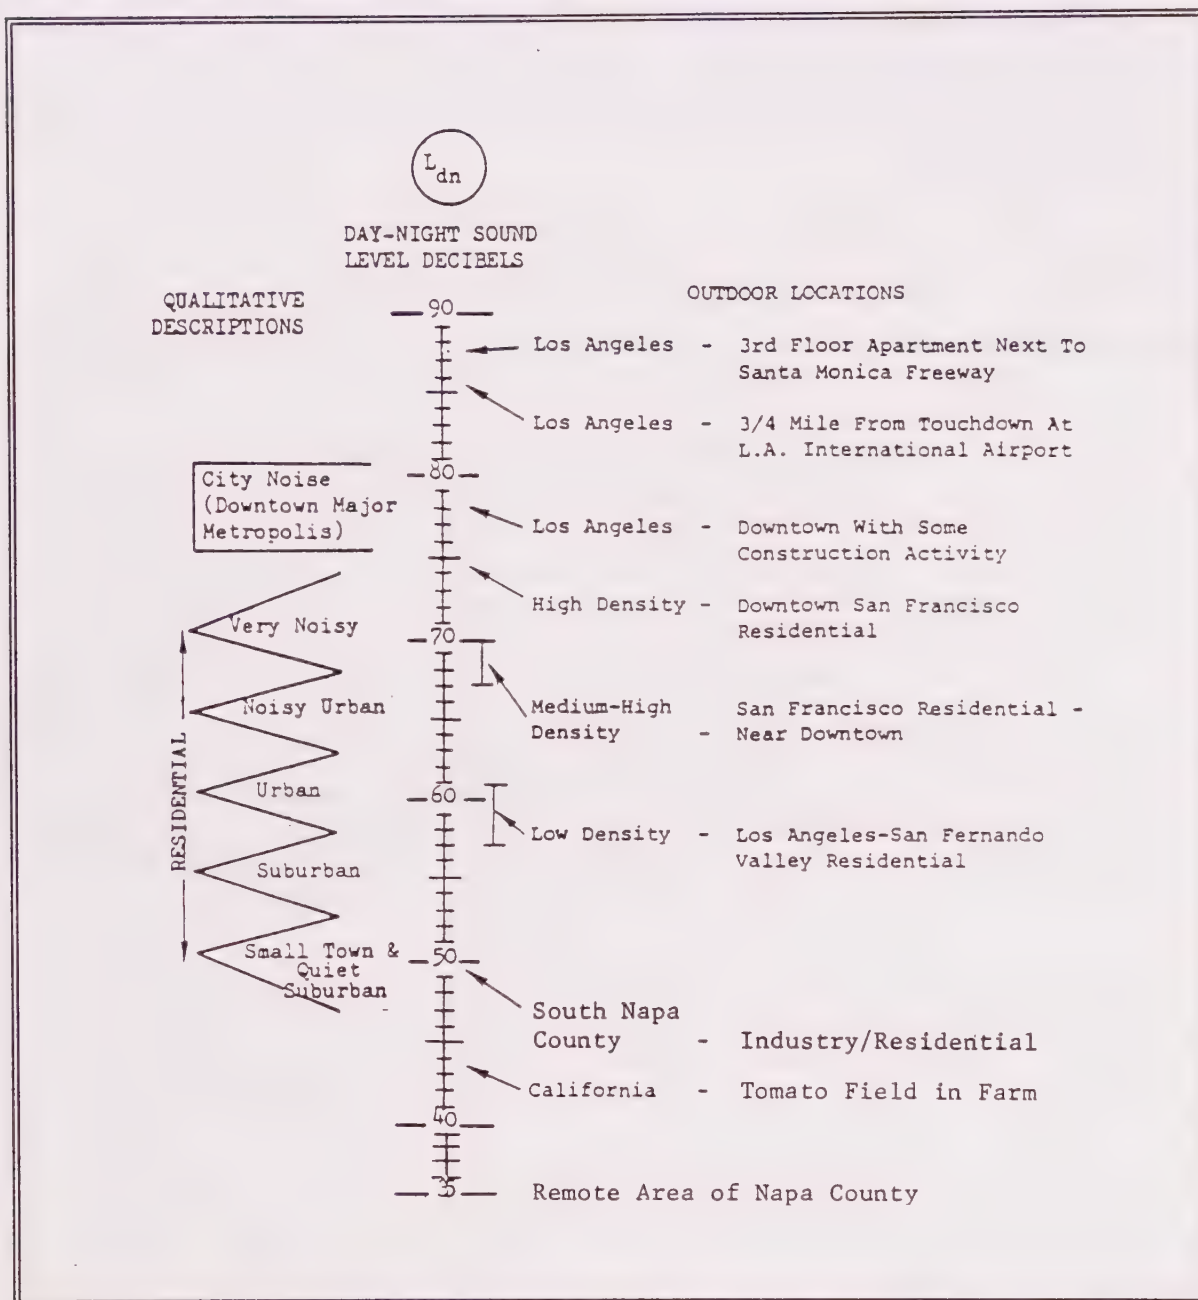 L
dn
DAY-NIGHT SOUND
LEVEL DECIBELS
QUALITATIVE
DESCRIPTIONS
OUTDOOR LOCATIONS
90
Los Angeles - 3rd Floor Apartment Next To
Santa Monica Freeway
Los Angeles - 3/4 Mile From Touchdown At
L.A. International Airport
80
City Noise
(Downtown Major
Metropolis)
Los Angeles - Downtown With Some
Construction Activity
High Density - Downtown San Francisco
Residential
Very Noisy
70
Noisy Urban
Medium-High San Francisco Residential -
Density - Near Downtown
RESIDENTIAL
Urban
60
Low Density - Los Angeles-San Fernando
Valley Residential
Suburban
Small Town &
Quiet
Suburban
50
South Napa
County - Industry/Residential
California - Tomato Field in Farm
40
35 Remote Area of Napa County